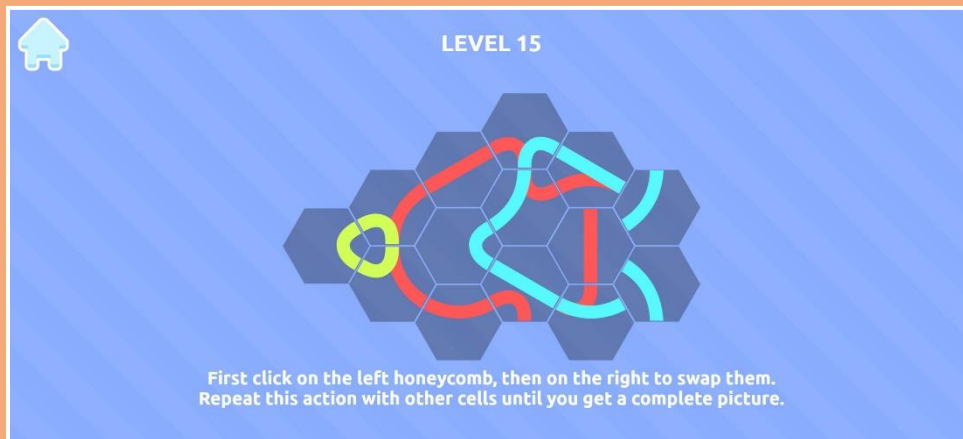 LEVEL 15
First click on the left honeycomb, then on the right to swap them.
Repeat this action with other cells until you get a complete picture.